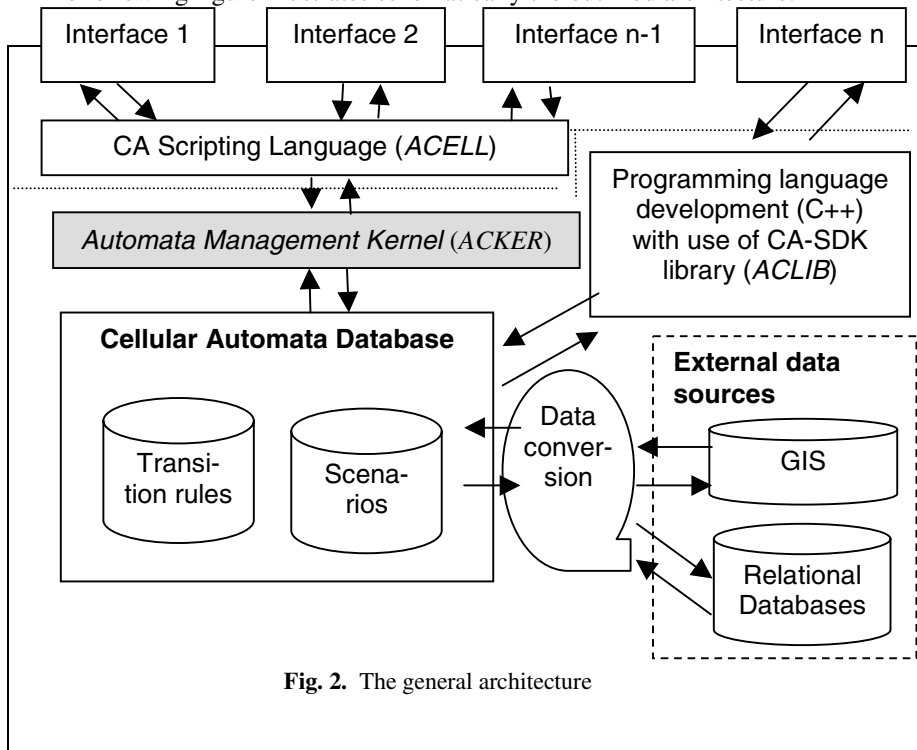 following figure illustrates schematically the outlined architecture.
Interface 1
Interface 2
Interface n-1
Interface n
CA Scripting Language (ACELL)
Programming language
development (C++)
with use of CA-SDK
library (ACLIB)
Automata Management Kernel (ACKER)
Cellular Automata Database
External data
sources
Data
conver-
sion
Transi-
tion rules
Scena-
rios
GIS
Relational
Databases
Fig. 2. The general architecture